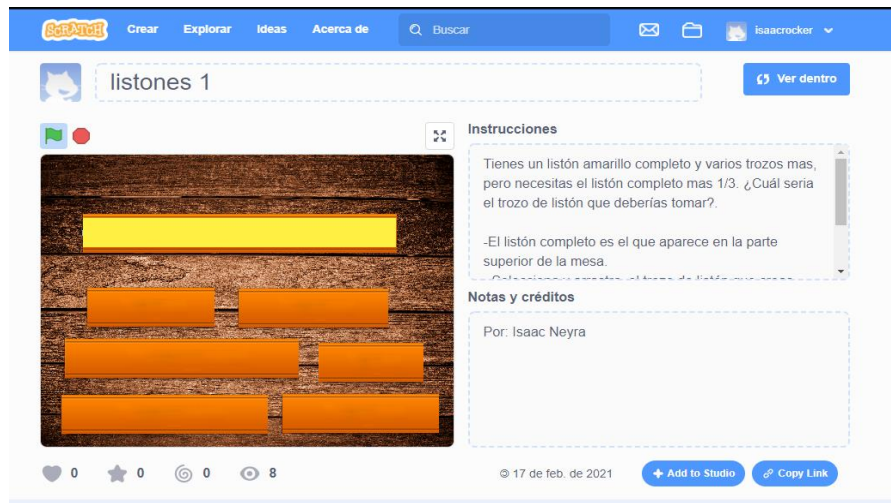 SCRATCH Crear Explorar Ideas Acerca de Buscar isaacrocker
listones 1
Ver dentro
Instrucciones
Tienes un listón amarillo completo y varios trozos mas,
pero necesitas el listón completo mas 1/3. ¿Cuál seria
el trozo de listón que deberías tomar?.
-El listón completo es el que aparece en la parte
superior de la mesa.
Notas y créditos
Por: Isaac Neyra
0 0 0 8
© 17 de feb. de 2021
Add to Studio
Copy Link